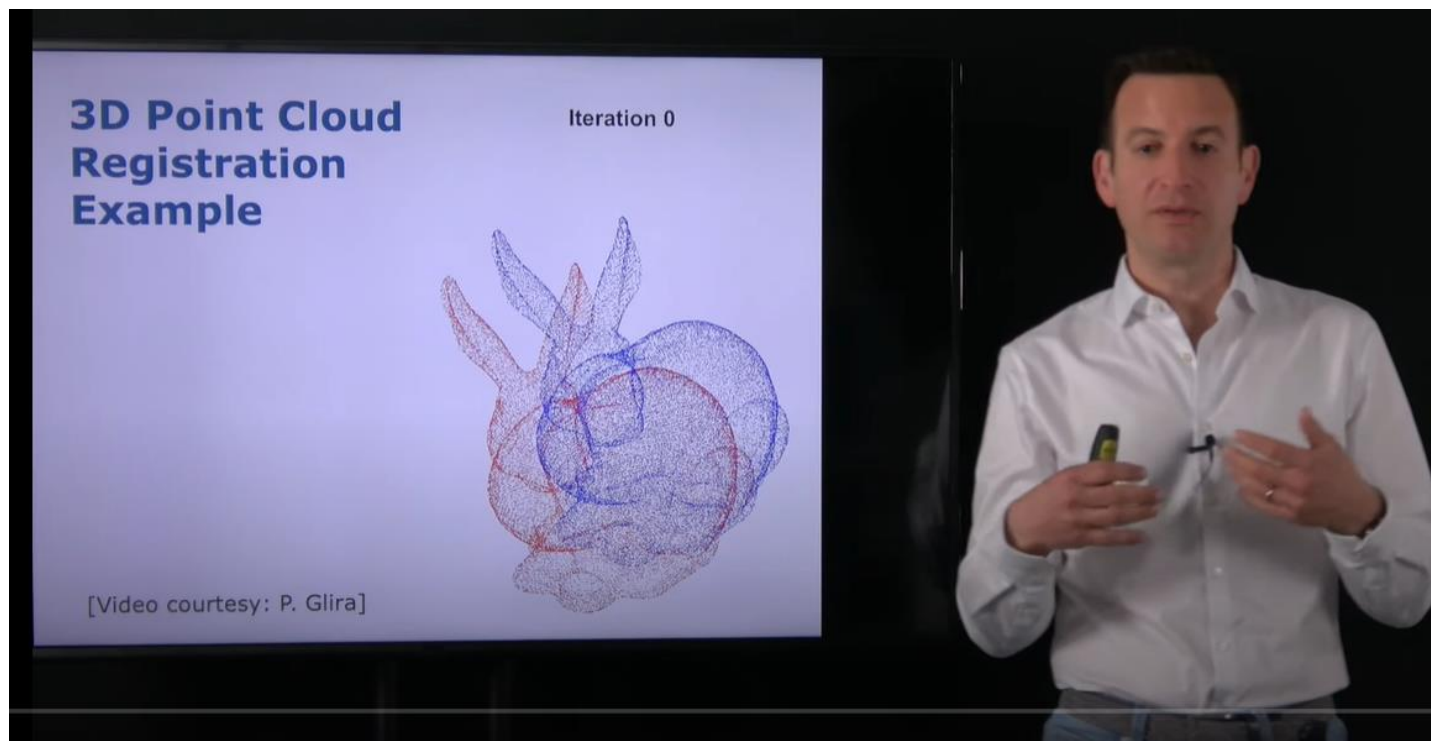 3D Point Cloud
Registration
Example
Iteration 0
[Video courtesy: P. Glira]